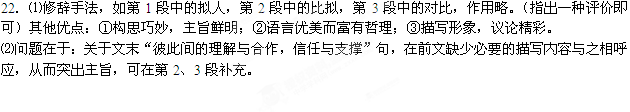 22．⑴修辞手法，如第 1 段中的拟人，第 2 段中的比拟，第 3 段中的对比，作用略。（指出一种评价即
可）其他优点：①构思巧妙，主旨鲜明；②语言优美而富有哲理；③描写形象，议论精彩。
⑵问题在于：关于文末“彼此间的理解与合作，信任与支撑”句，在前文缺少必要的描写内容与之相呼
应，从而突出主旨，可在第 2、3 段补充。